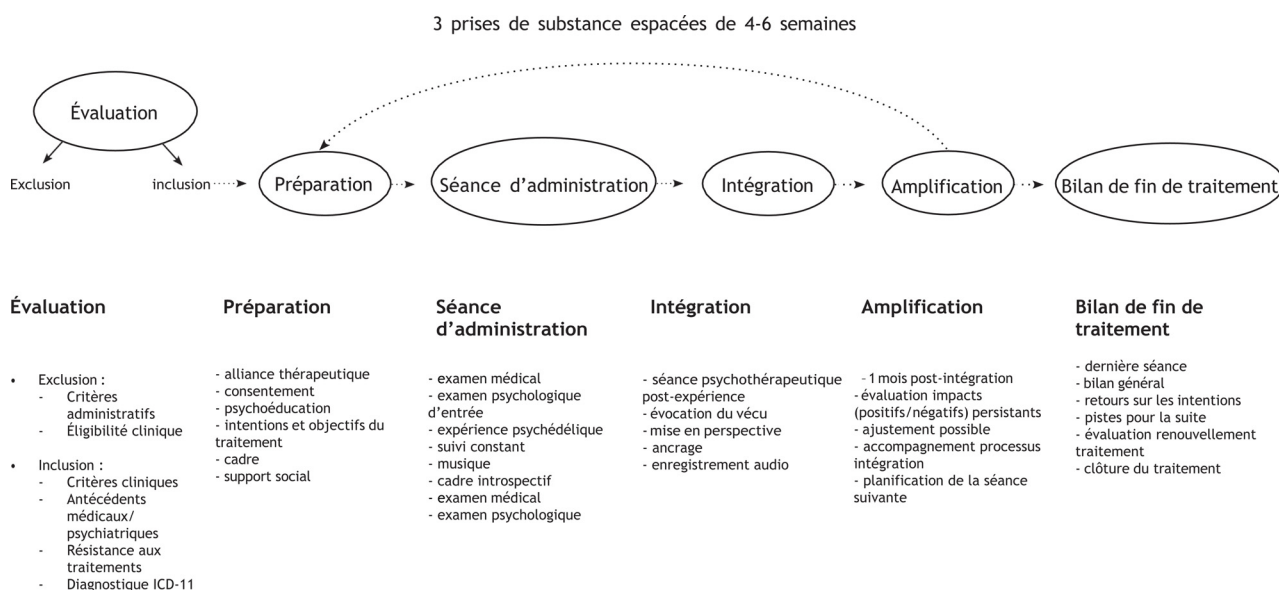 3 prises de substance espacées de 4-6 semaines
Évaluation
Exclusion
inclusion
Préparation
Séance d’administration
Intégration
Amplification
Bilan de fin de traitement
Évaluation
• Exclusion :
- Critères
administratifs
- Éligibilité clinique
• Inclusion :
- Critères cliniques
- Antécédents
médicaux/
psychiatriques
- Résistance aux
traitements
- Diagnostique ICD-11
Préparation
- alliance thérapeutique
- consentement
- psychoéducation
- intentions et objectifs du
traitement
- cadre
- support social
Séance
d’administration
- examen médical
- examen psychologique
d’entrée
- expérience psychédélique
- suivi constant
- musique
- cadre introspectif
- examen médical
- examen psychologique
Intégration
- séance psychothérapeutique
post-expérience
- évocation du vécu
- mise en perspective
- ancrage
- enregistrement audio
Amplification
- 1 mois post-intégration
- évaluation impacts
(positifs/négatifs) persistants
- ajustement possible
- accompagnement processus
intégration
- planification de la séance
suivante
Bilan de fin de
traitement
- dernière séance
- bilan général
- retours sur les intentions
- pistes pour la suite
- évaluation renouvellement
traitement
- clôture du traitement